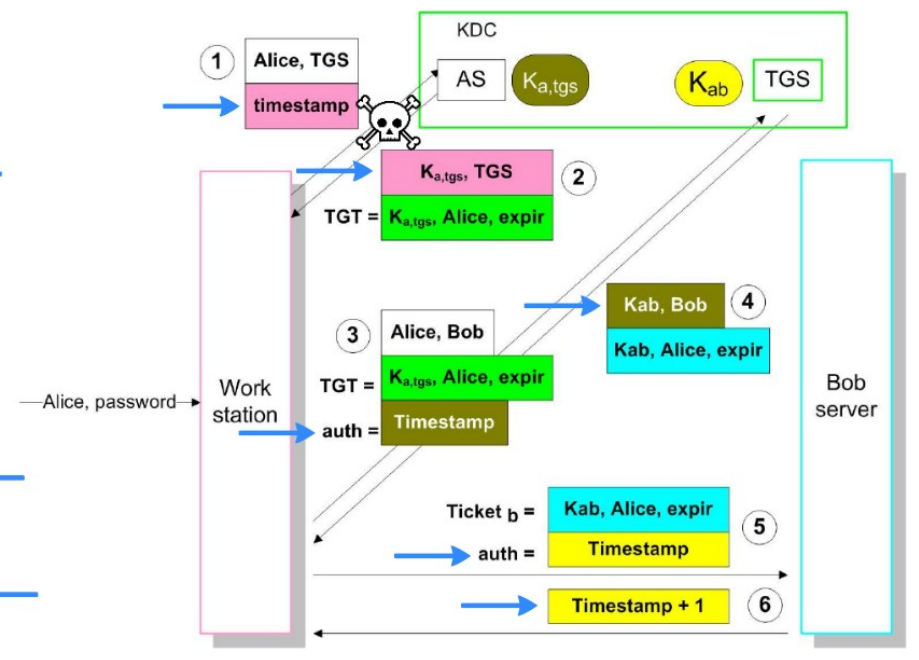 KDC
1
Alice, TGS
timestamp
AS
Ka,tgs
Kab
TGS
Ka,tgs, TGS
2
TGT =
Ka,tgs, Alice, expir
Kab, Bob
4
Kab, Alice, expir
3
Alice, Bob
TGT =
Ka,tgs, Alice, expir
auth =
Timestamp
Alice, password
Work
station
Bob
server
Ticket b =
Kab, Alice, expir
5
auth =
Timestamp
Timestamp + 1
6